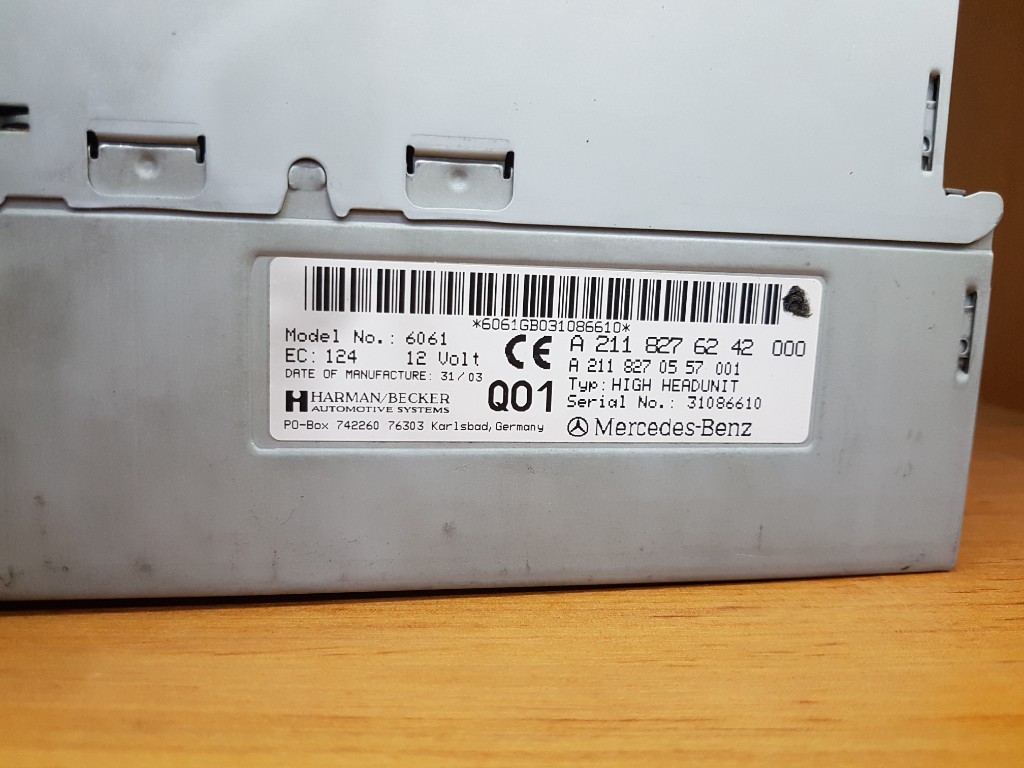 *6061GB031086610*
Model No.: 6061
EC: 124 12 Volt
DATE OF MANUFACTURE: 31/03
HARMAN/BECKER
AUTOMOTIVE SYSTEMS
PO-Box 742260 76303 Karlsbad, Germany
CE
Q01
A 211 827 62 42 000
A 211 827 05 57 001
Typ: HIGH HEADUNIT
Serial No.: 31086610
Mercedes-Benz